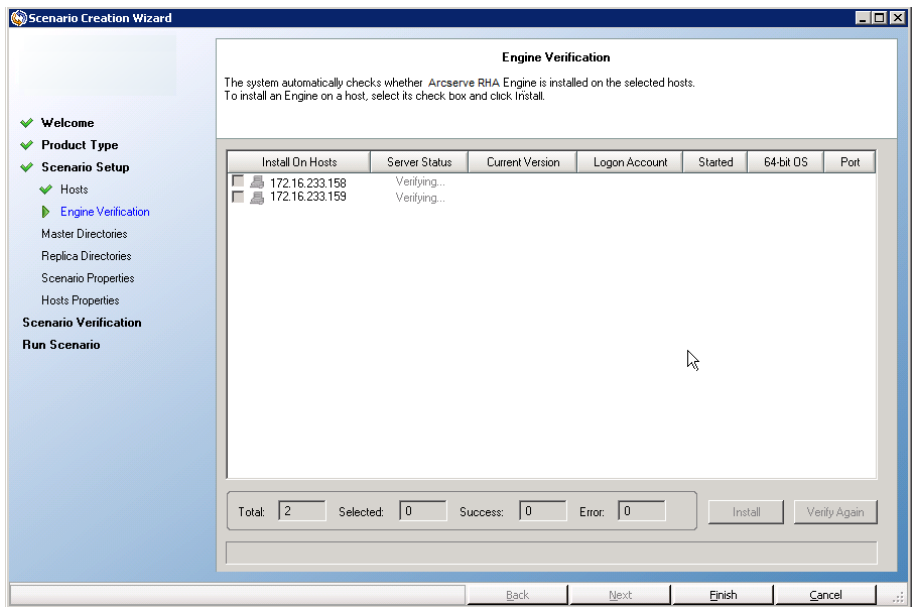 Scenario Creation Wizard
Engine Verification
The system automatically checks whether Arcserve RHA Engine is installed on the selected hosts.
To install an Engine on a host, select its check box and click Install.
Welcome
Product Type
Scenario Setup
Hosts
Engine Verification
Master Directories
Replica Directories
Scenario Properties
Hosts Properties
Scenario Verification
Run Scenario
Install On Hosts Server Status Current Version Logon Account Started 64-bit OS Port
172.16.233.158 Verifying...
172.16.233.159 Verifying...
Total: 2 Selected: 0 Success: 0 Error: 0 Install Verify Again
Back Next Finish Cancel